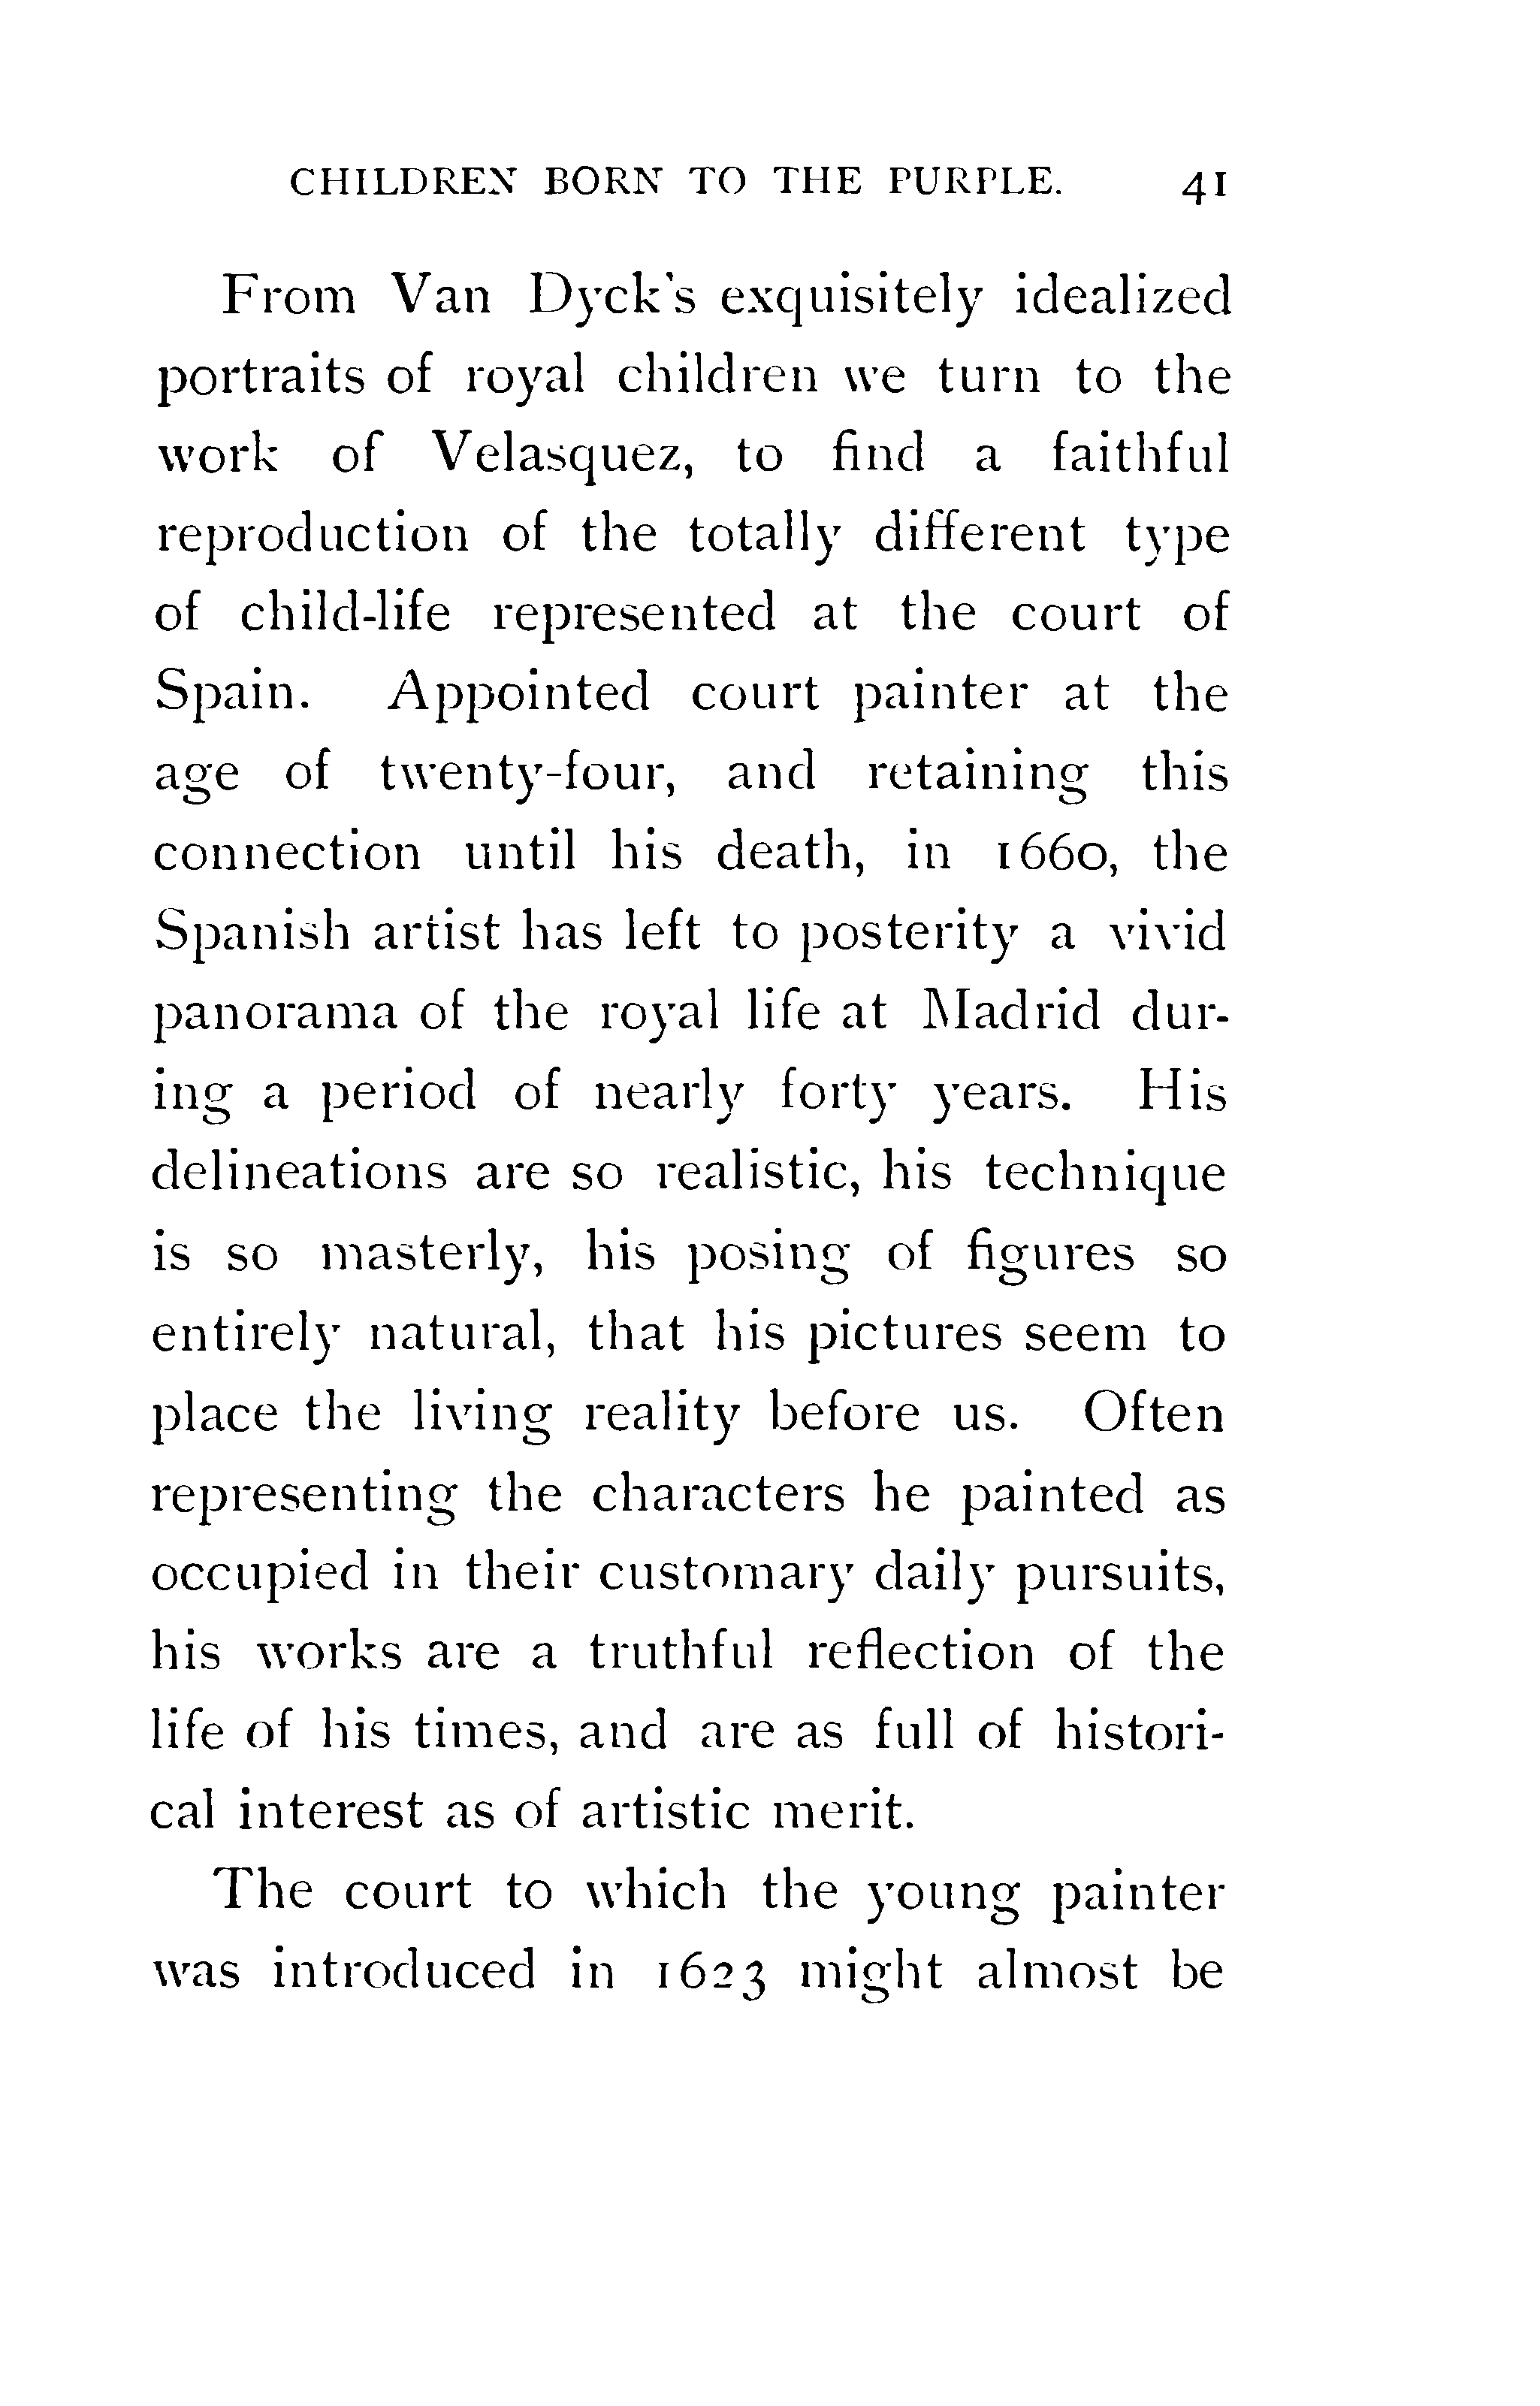 CHILDREN BORN TO THE PURPLE. 41
From Van Dyck's exquisitely idealized
portraits of royal children we turn to the
work of Velasquez, to find a faithful
reproduction of the totally different type
of child-life represented at the court of
Spain. Appointed court painter at the
age of twenty-four, and retaining this
connection until his death, in 1660, the
Spanish artist has left to posterity a vivid
panorama of the royal life at Madrid dur-
ing a period of nearly forty years. His
delineations are so realistic, his technique
is so masterly, his posing of figures so
entirely natural, that his pictures seem to
place the living reality before us. Often
representing the characters he painted as
occupied in their customary daily pursuits,
his works are a truthful reflection of the
life of his times, and are as full of histori-
cal interest as of artistic merit.
The court to which the young painter
was introduced in 1623 might almost be